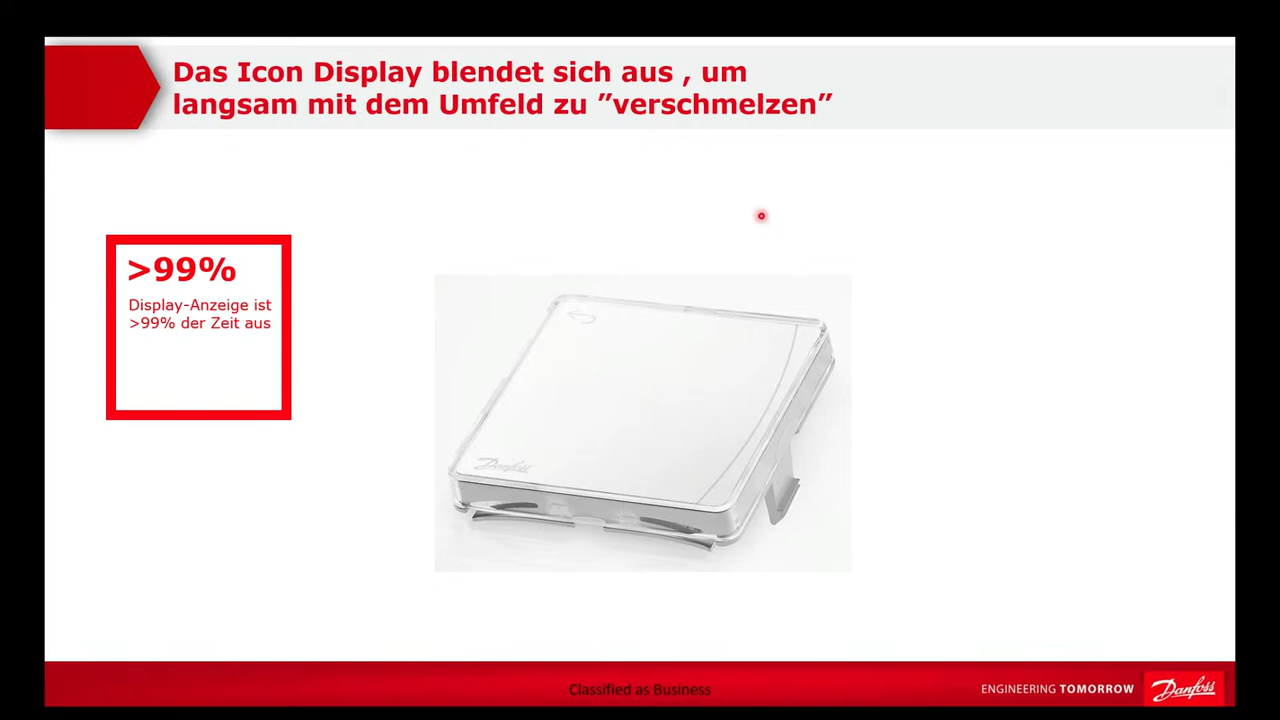 Das Icon Display blendet sich aus , um
langsam mit dem Umfeld zu ”verschmelzen”
>99%
Display-Anzeige ist
>99% der Zeit aus
Danfoss
Classified as Business
ENGINEERING TOMORROW
Danfoss